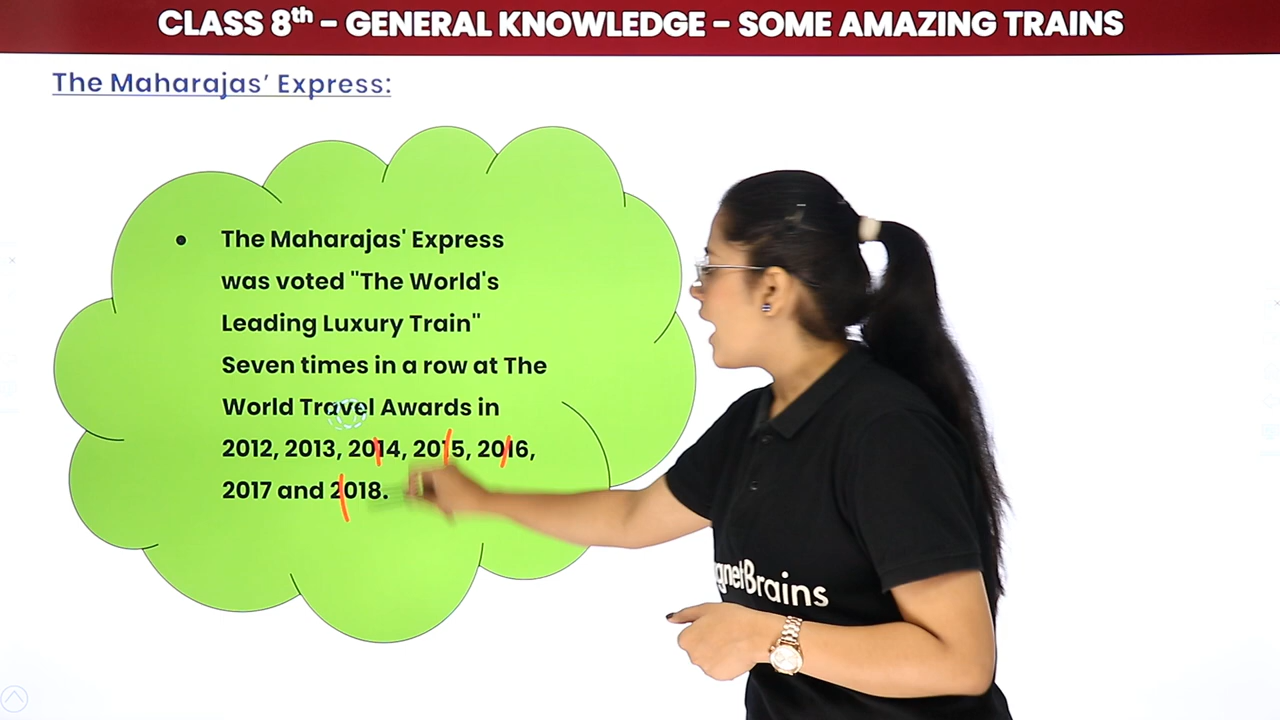 CLASS 8th – GENERAL KNOWLEDGE – SOME AMAZING TRAINS
The Maharajas’ Express:
• The Maharajas' Express
was voted "The World's
Leading Luxury Train"
Seven times in a row at The
World Travel Awards in
2012, 2013, 2014, 2015, 2016,
2017 and 2018.
gnetBrains